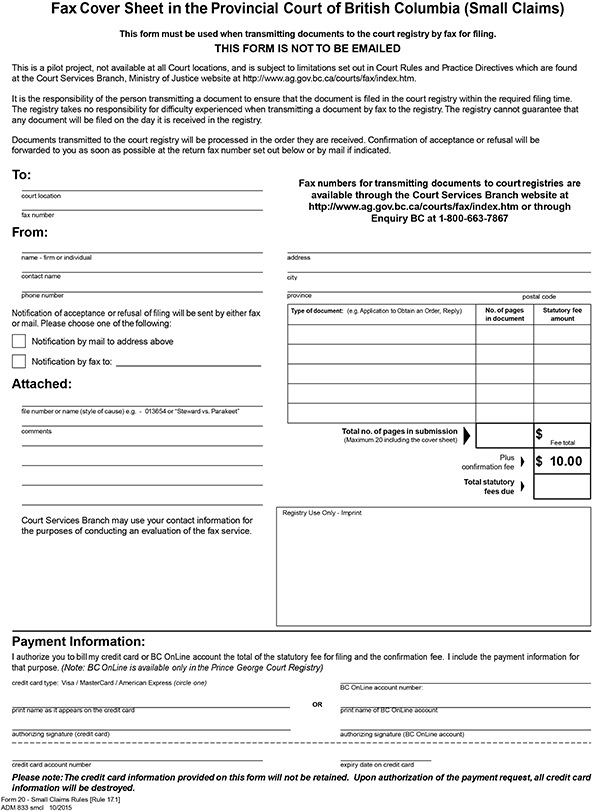 Fax Cover Sheet in the Provincial Court of British Columbia (Small Claims)
This form must be used when transmitting documents to the court registry by fax for filing.
THIS FORM IS NOT TO BE EMAILED
This is a pilot project, not available at all Court locations, and is subject to limitations set out in Court Rules and Practice Directives which are found
at the Court Services Branch, Ministry of Justice website at http://www.ag.gov.bc.ca/courts/fax/index.htm.
It is the responsibility of the person transmitting a document to ensure that the document is filed in the court registry within the required filing time.
The registry takes no responsibility for difficulty experienced when transmitting a document by fax to the registry. The registry cannot guarantee that
any document will be filed on the day it is received in the registry.
Documents transmitted to the court registry will be processed in the order they are received. Confirmation of acceptance or refusal will be
forwarded to you as soon as possible at the return fax number set out below or by mail if indicated.
To:
court location
fax number
Fax numbers for transmitting documents to court registries are
available through the Court Services Branch website at
http://www.ag.gov.bc.ca/courts/fax/index.htm or through
Enquiry BC at 1-800-663-7867
From:
name - firm or individual
contact name
phone number
address
city
province postal code
Notification of acceptance or refusal of filing will be sent by either fax
or mail. Please choose one of the following:
Notification by mail to address above
Notification by fax to:
Type of document: (e.g. Application to Obtain an Order, Reply)
No. of pages
in document
Statutory fee
amount
Attached:
file number or name (style of cause) e.g. - 013654 or "Steward vs. Parakeet"
comments
Total no. of pages in submission
(Maximum 20 including the cover sheet)
$
Fee total
Plus
confirmation fee
$ 10.00
Total statutory
fees due
Court Services Branch may use your contact information for
the purposes of conducting an evaluation of the fax service.
Registry Use Only - Imprint
Payment Information:
I authorize you to bill my credit card or BC OnLine account the total of the statutory fee for filing and the confirmation fee. I include the payment information for
that purpose. (Note: BC OnLine is available only in the Prince George Court Registry)
credit card type: Visa / MasterCard / American Express (circle one)
BC OnLine account number:
OR
print name as it appears on the credit card
print name of BC OnLine account
authorizing signature (credit card)
authorizing signature (BC OnLine account)
credit card account number
expiry date on credit card
Please note: The credit card information provided on this form will not be retained. Upon authorization of the payment request, all credit card
information will be destroyed.
Form 20 - Small Claims Rules [Rule 17.1]
ADM 833 smcl 10/2015